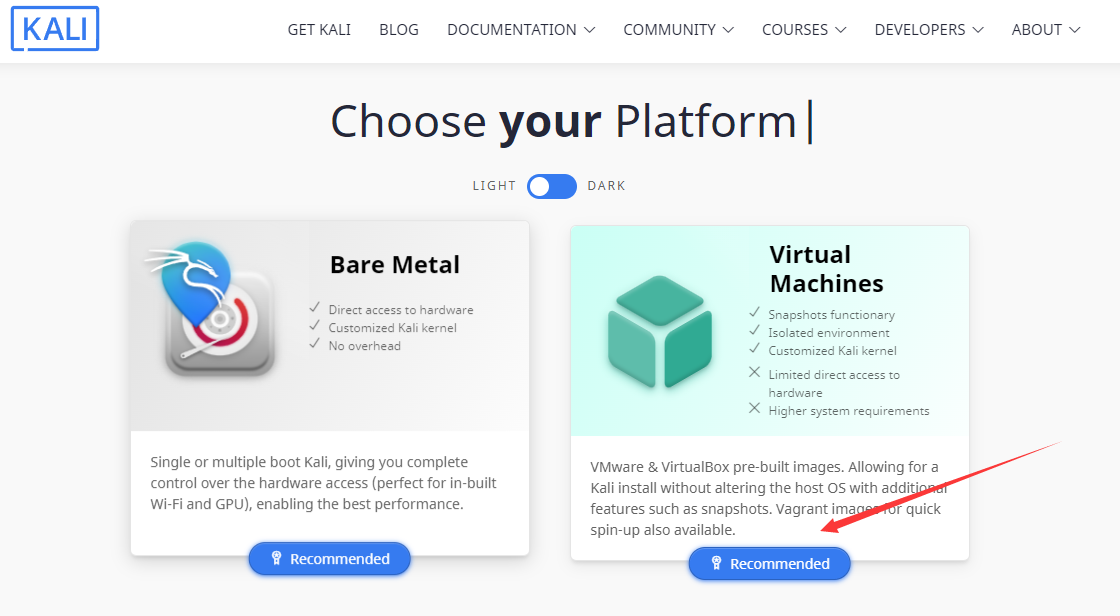 KALI
GET KALI BLOG DOCUMENTATION COMMUNITY COURSES DEVELOPERS ABOUT
Choose your Platform
LIGHT DARK
Bare Metal
Direct access to hardware
Customized Kali kernel
No overhead
Single or multiple boot Kali, giving you complete
control over the hardware access (perfect for in-built
Wi-Fi and GPU), enabling the best performance.
Recommended
Virtual
Machines
Snapshots functionary
Isolated environment
Customized Kali kernel
Limited direct access to
hardware
Higher system requirements
VMware & VirtualBox pre-built images. Allowing for a
Kali install without altering the host OS with additional
features such as snapshots. Vagrant images for quick
spin-up also available.
Recommended